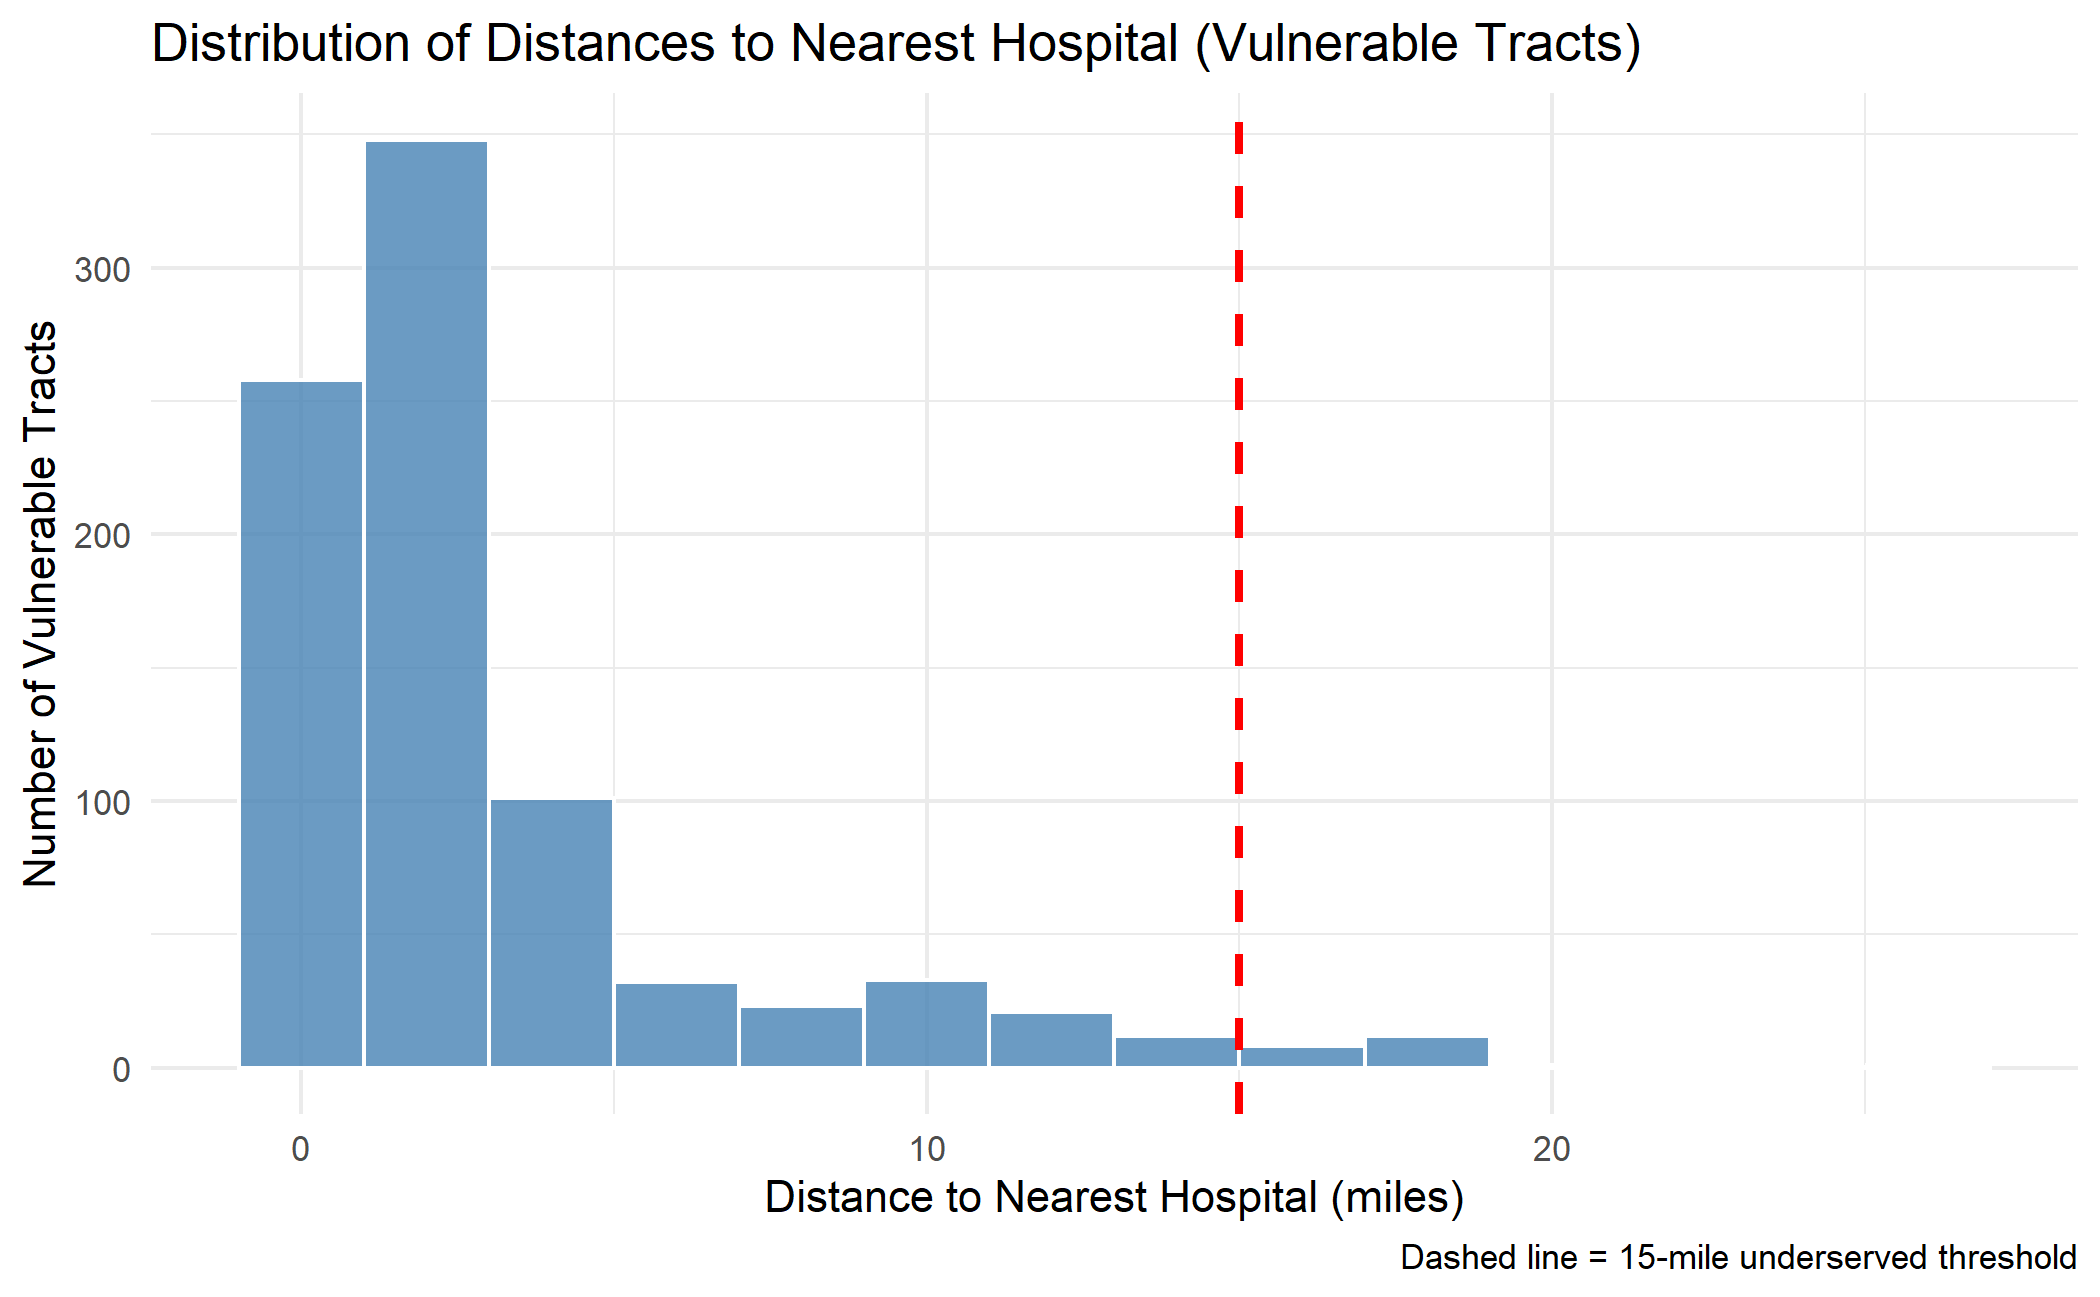 Distribution of Distances to Nearest Hospital (Vulnerable Tracts)
Number of Vulnerable Tracts
300
200
100
0
0 10 20
Distance to Nearest Hospital (miles)
Dashed line = 15-mile underserved threshold